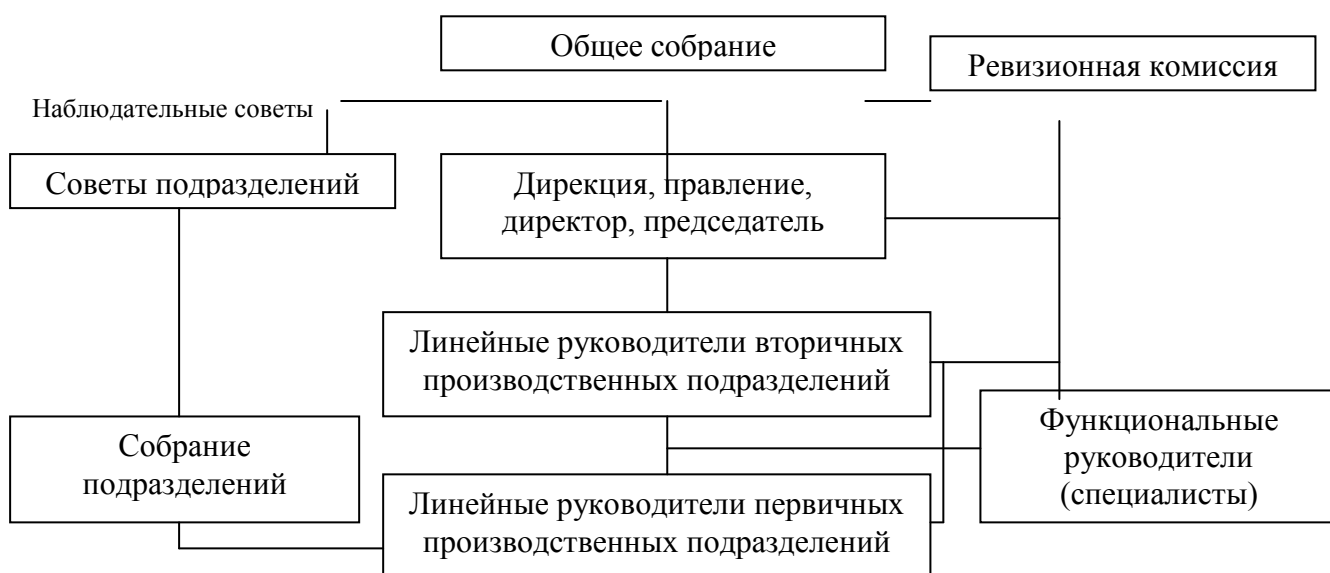 Общее собрание
Ревизионная комиссия
Наблюдательные советы
Советы подразделений
Дирекция, правление,
директор, председатель
Линейные руководители вторичных
производственных подразделений
Собрание
подразделений
Функциональные
руководители
(специалисты)
Линейные руководители первичных
производственных подразделений